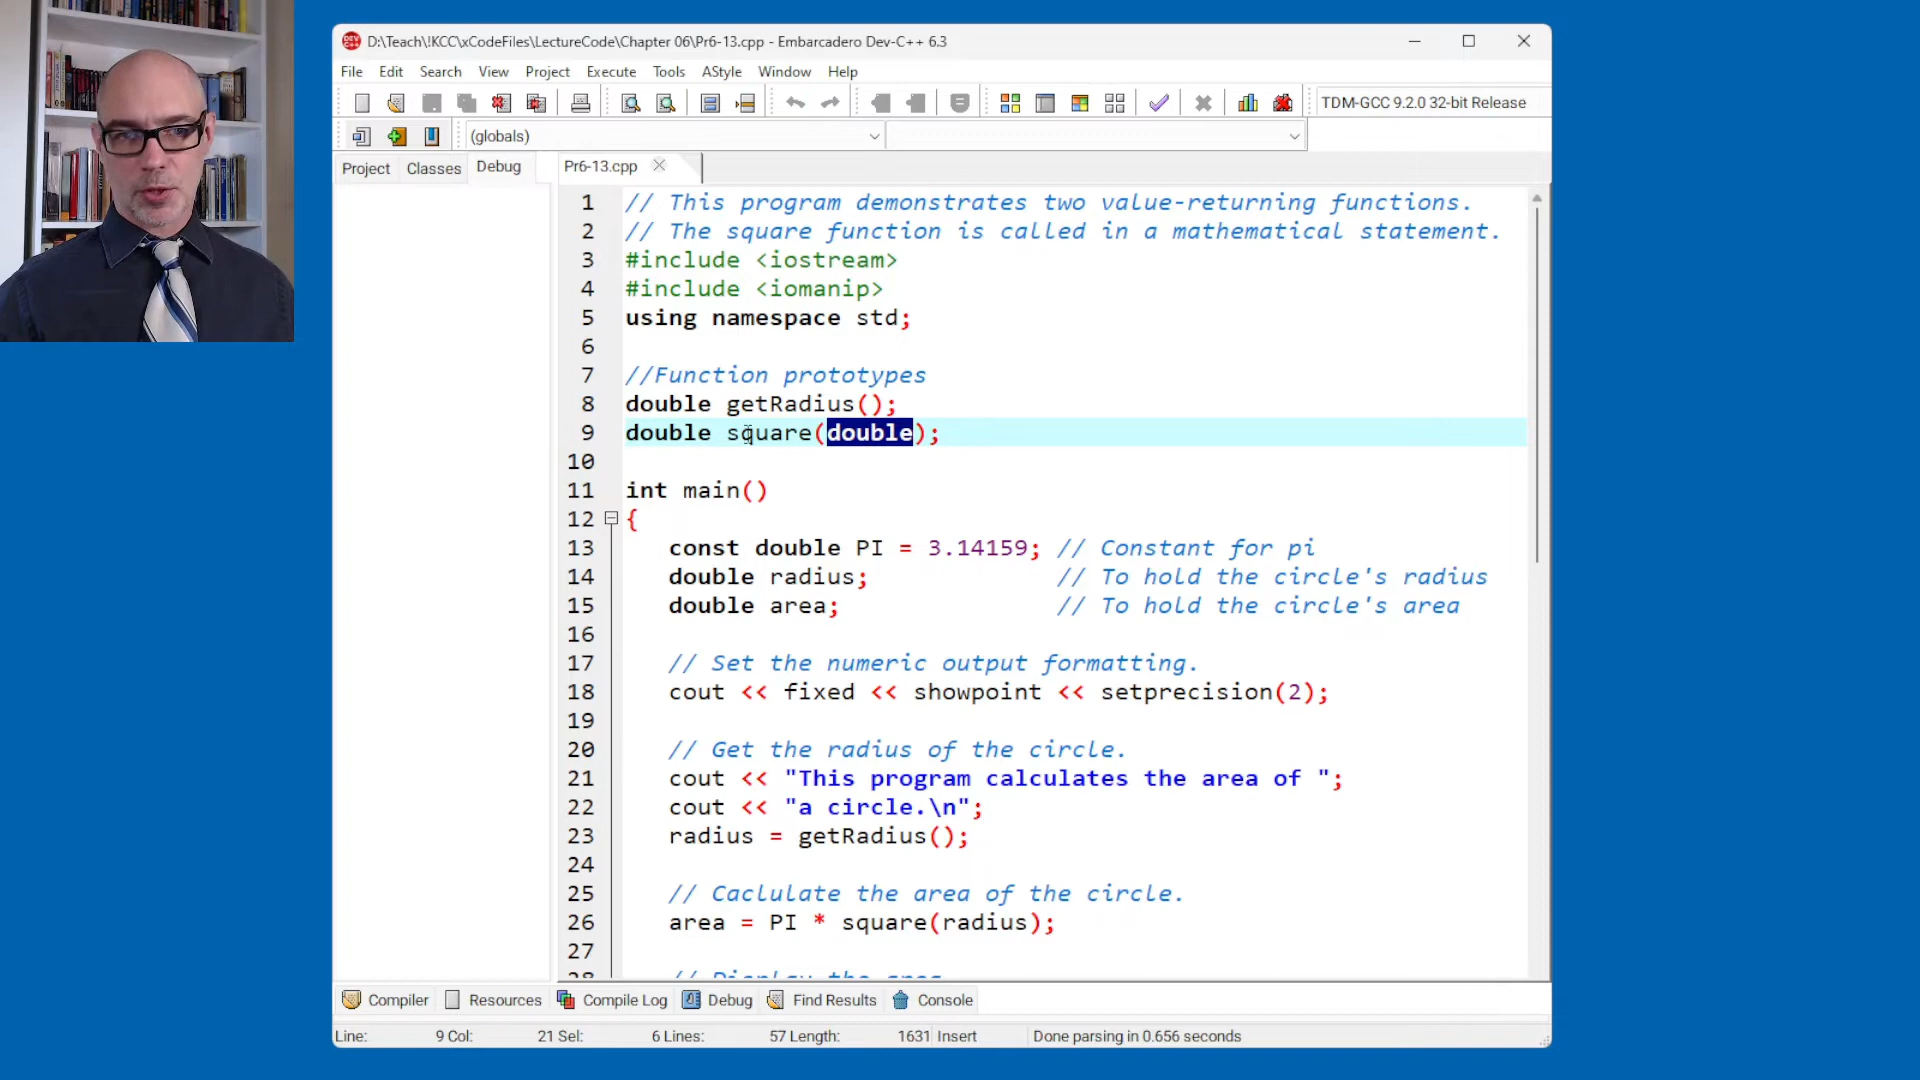 D:\Teach\!KCC\xCodeFiles\LectureCode\Chapter 06\Pr6-13.cpp - Embarcadero Dev-C++ 6.3
File Edit Search View Project Execute Tools AStyle Window Help
TDM-GCC 9.2.0 32-bit Release
(globals)
Project Classes Debug Pr6-13.cpp
1 // This program demonstrates two value-returning functions.
2 // The square function is called in a mathematical statement.
3 #include <iostream>
4 #include <iomanip>
5 using namespace std;
6
7 //Function prototypes
8 double getRadius();
9 double square(double);
10
11 int main()
12 {
13 const double PI = 3.14159; // Constant for pi
14 double radius; // To hold the circle's radius
15 double area; // To hold the circle's area
16
17 // Set the numeric output formatting.
18 cout << fixed << showpoint << setprecision(2);
19
20 // Get the radius of the circle.
21 cout << "This program calculates the area of ";
22 cout << "a circle.\n";
23 radius = getRadius();
24
25 // Caclulate the area of the circle.
26 area = PI * square(radius);
27
28 // Display the area
Compiler Resources Compile Log Debug Find Results Console
Line: 9 Col: 21 Sel: 6 Lines: 57 Length: 1631 Insert Done parsing in 0.656 seconds